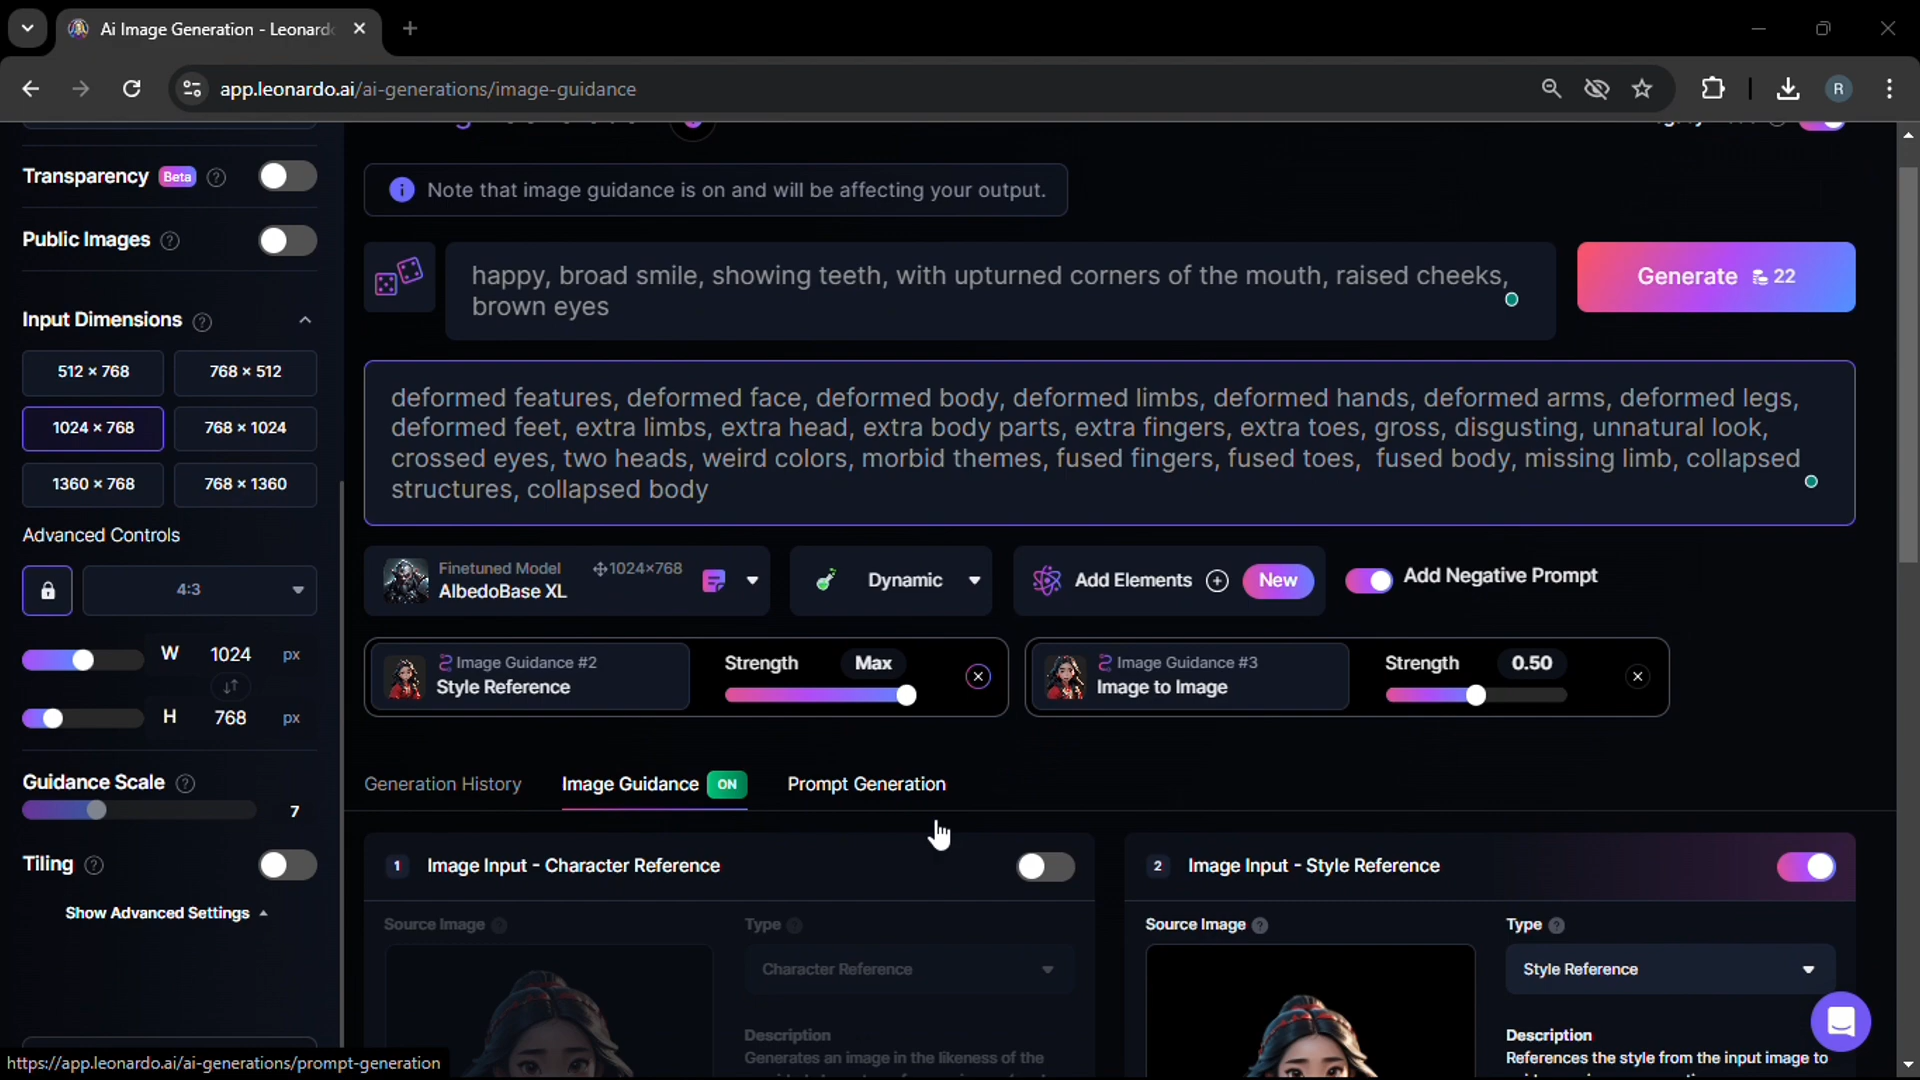 Ai Image Generation - Leonard
app.leonardo.ai/ai-generations/image-guidance
R
Transparency Beta
Public Images
Input Dimensions
512 × 768
768 × 512
1024 × 768
768 × 1024
1360 × 768
768 × 1360
Advanced Controls
4:3
W 1024 px
H 768 px
Guidance Scale
7
Tiling
Show Advanced Settings
https://app.leonardo.ai/ai-generations/prompt-generation
Note that image guidance is on and will be affecting your output.
happy, broad smile, showing teeth, with upturned corners of the mouth, raised cheeks,
brown eyes
Generate 22
deformed features, deformed face, deformed body, deformed limbs, deformed hands, deformed arms, deformed legs,
deformed feet, extra limbs, extra head, extra body parts, extra fingers, extra toes, gross, disgusting, unnatural look,
crossed eyes, two heads, weird colors, morbid themes, fused fingers, fused toes, fused body, missing limb, collapsed
structures, collapsed body
Finetuned Model 1024×768
AlbedoBase XL
Dynamic
Add Elements New
Add Negative Prompt
Image Guidance #2
Style Reference
Strength Max
Image Guidance #3
Image to Image
Strength 0.50
Generation History
Image Guidance ON
Prompt Generation
1 Image Input - Character Reference
Source Image
Type
Character Reference
Description
Generates an image in the likeness of the
2 Image Input - Style Reference
Source Image
Type
Style Reference
Description
References the style from the input image to